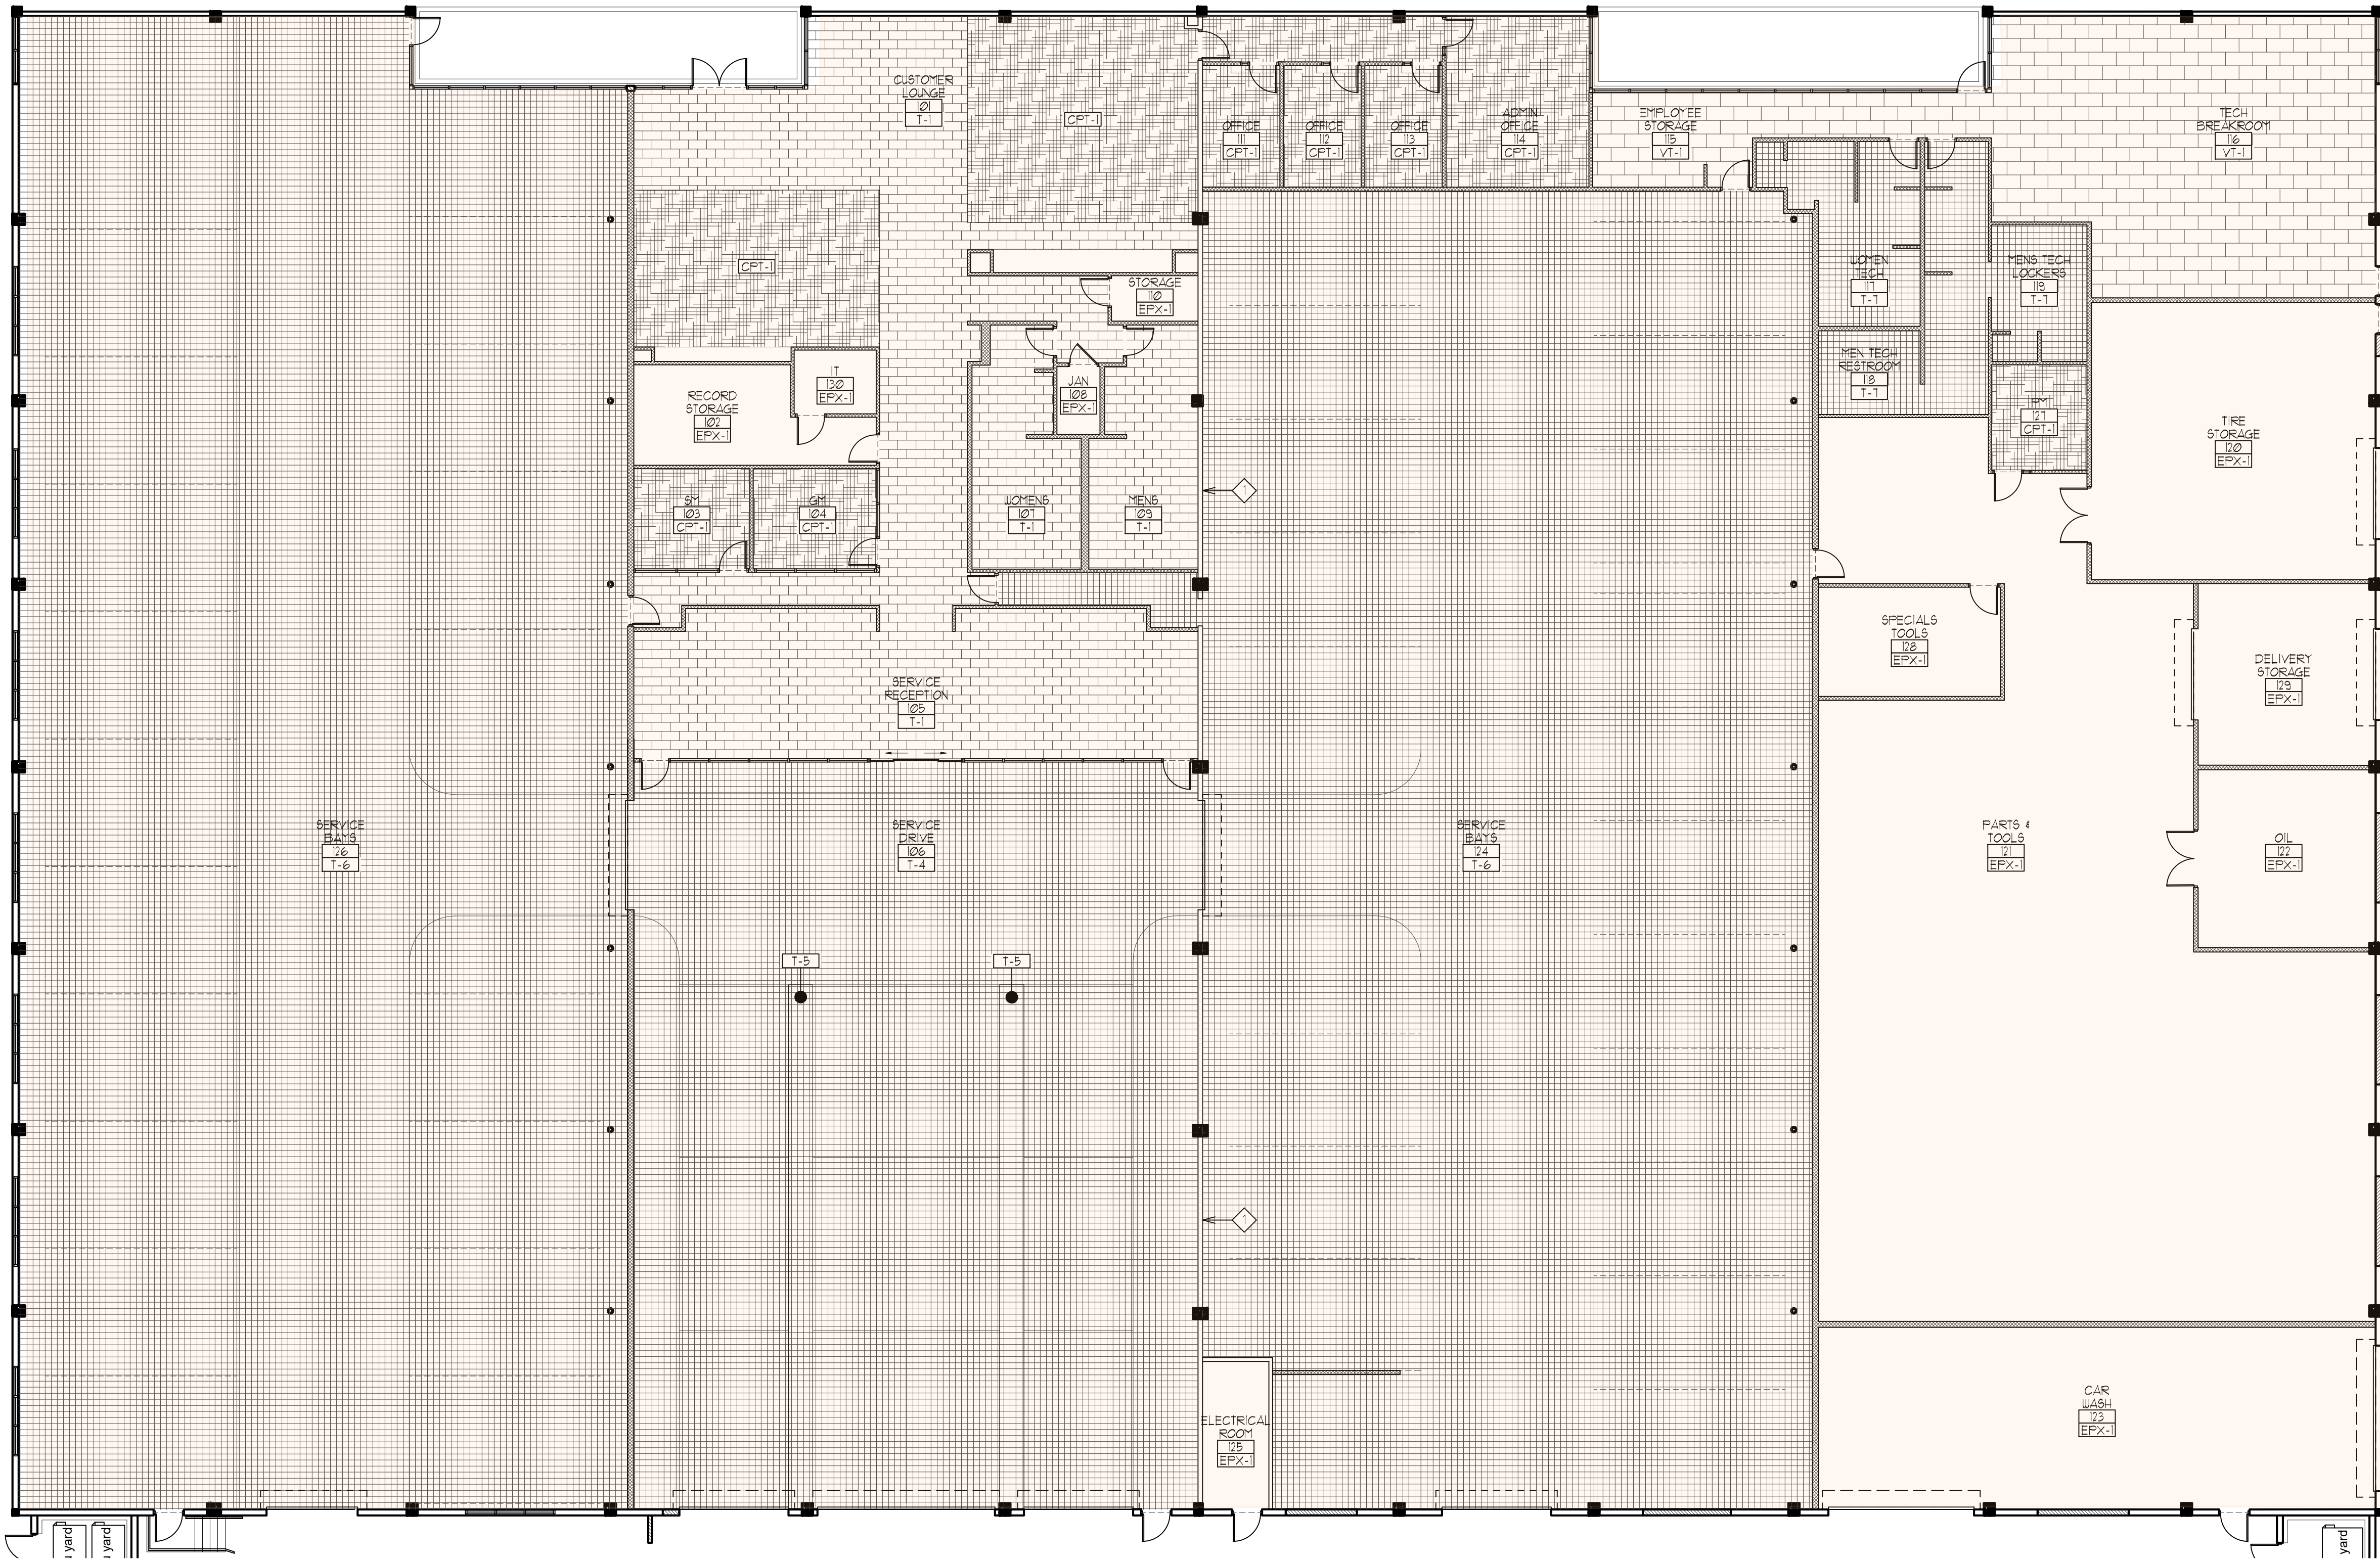 CUSTOMER
LOUNGE
101
T-1
CPT-1
OFFICE
111
CPT-1
OFFICE
112
CPT-1
OFFICE
113
CPT-1
ADMIN
OFFICE
114
CPT-1
EMPLOYEE
STORAGE
115
VT-1
TECH
BREAKROOM
116
VT-1
CPT-1
STORAGE
110
EPX-1
WOMEN
TECH
117
T-7
MENS TECH
LOCKERS
119
T-7
IT
130
EPX-1
JAN
108
EPX-1
MEN TECH
RESTROOM
118
T-7
RECORD
STORAGE
102
EPX-1
PM
127
CPT-1
TIRE
STORAGE
120
EPX-1
SM
103
CPT-1
GM
104
CPT-1
WOMENS
107
T-1
MENS
109
T-1
1
SPECIALS
TOOLS
128
EPX-1
DELIVERY
STORAGE
129
EPX-1
SERVICE
RECEPTION
105
T-1
SERVICE
BAYS
126
T-6
SERVICE
DRIVE
106
T-4
SERVICE
BAYS
124
T-6
PARTS &
TOOLS
121
EPX-1
OIL
122
EPX-1
T-5
T-5
1
ELECTRICAL
ROOM
125
EPX-1
CAR
WASH
123
EPX-1
yard
yard
yard